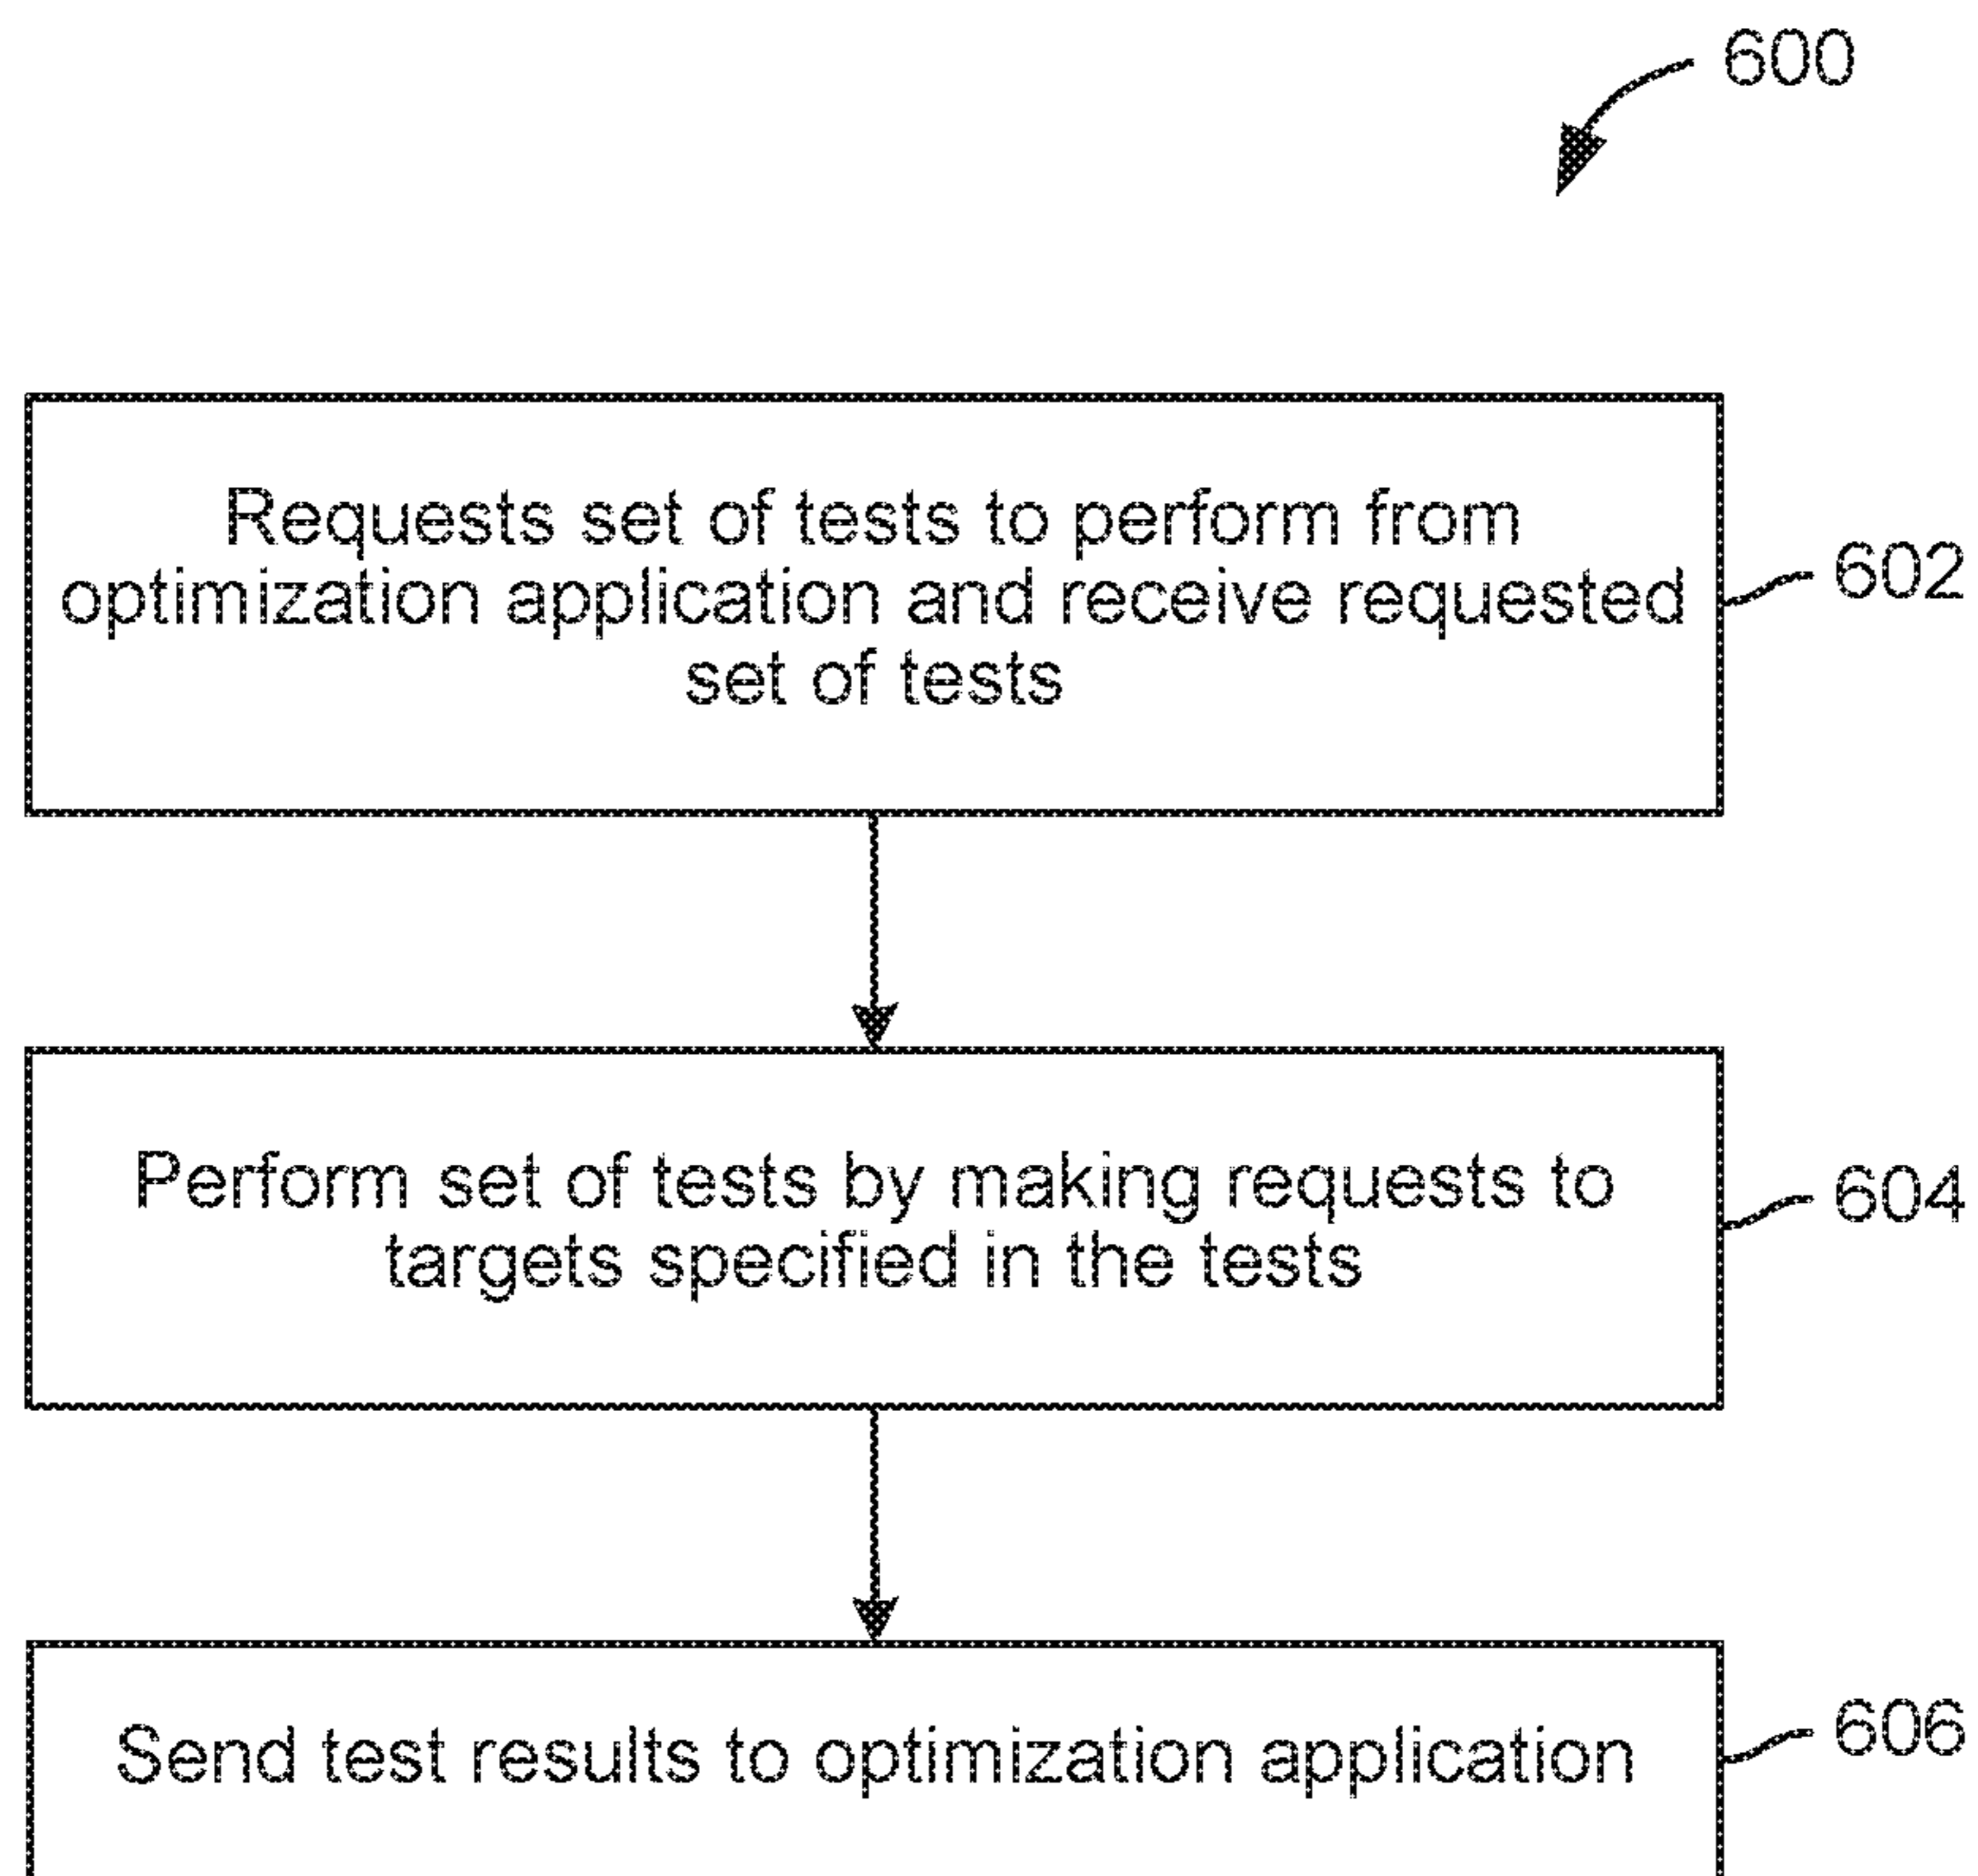 600
Requests set of tests to perform from
optimization application and receive requested
set of tests
602
Perform set of tests by making requests to
targets specified in the tests
604
Send test results to optimization application
606